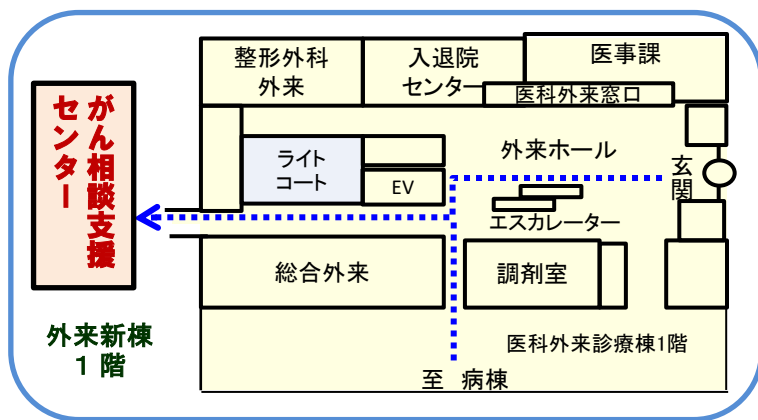 整形外科
外来
入退院
センター
医事課
医科外来窓口
がん相談支援
センター
ライト
コート
EV
外来ホール
玄関
エスカレーター
総合外来
調剤室
外来新棟
1階
医科外来診療棟1階
至 病棟